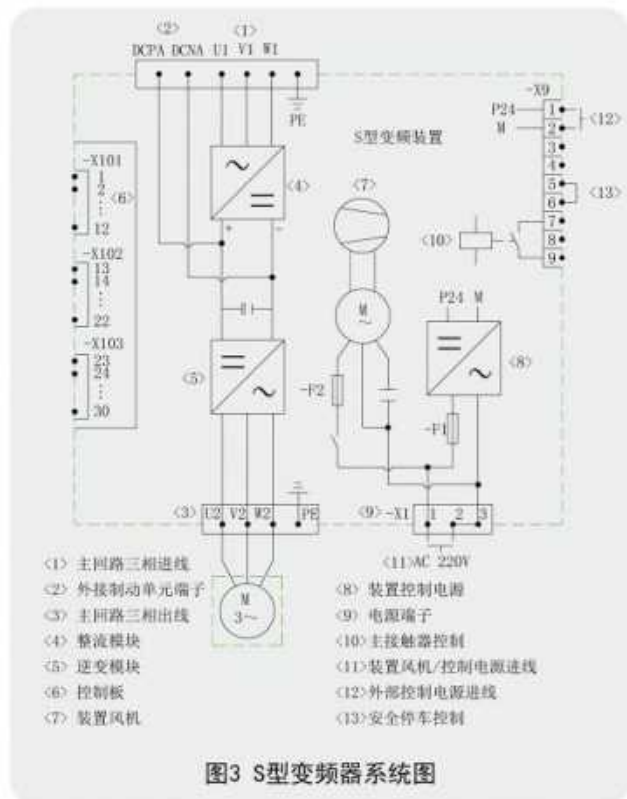 <2> <1>
DCPA DCNA U1 V1 W1
PE
-X9
P24 1 <12>
M 2
3
4
5 <13>
6
7
8
9
S型变频装置
-X101
1
2 <6>
⋮
12
-X102
13
14
⋮
22
-X103
23
24
⋮
30
<4>
+ -
<5>
<7>
M
~
<10>
P24 M
<8>
-F2
-F1
<3> U2 V2 W2 PE
<9> -X1 1 2 3
<11>AC 220V
M
3~
<1> 主回路三相进线
<2> 外接制动单元端子
<3> 主回路三相出线
<4> 整流模块
<5> 逆变模块
<6> 控制板
<7> 装置风机
<8> 装置控制电源
<9> 电源端子
<10>主接触器控制
<11>装置风机/控制电源进线
<12>外部控制电源进线
<13>安全停车控制
图3 S型变频器系统图